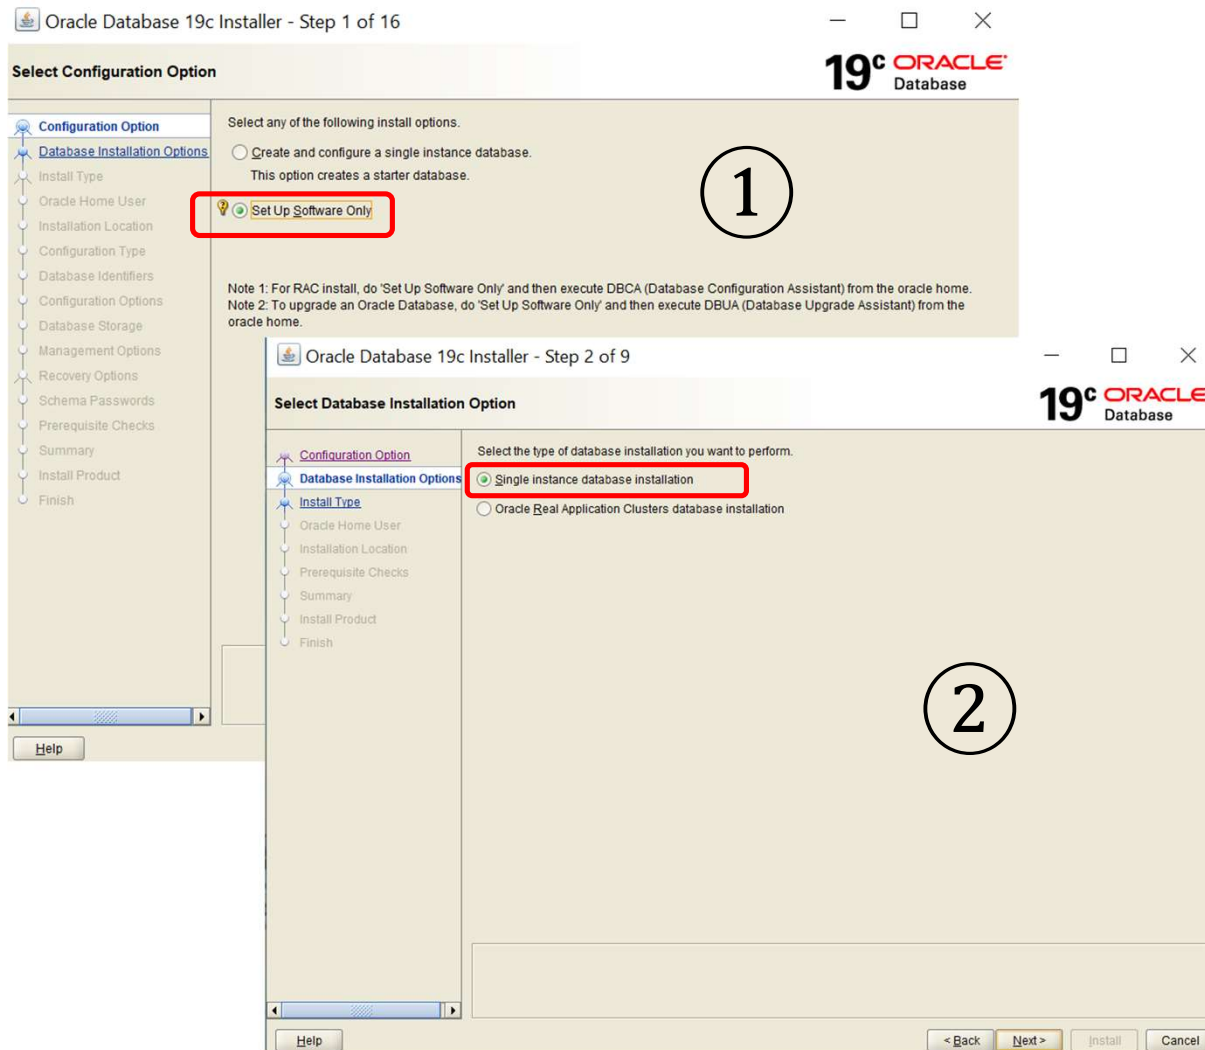 Oracle Database 19c Installer - Step 1 of 16
Select Configuration Option
19c ORACLE
Database
Configuration Option
Database Installation Options
Install Type
Oracle Home User
Installation Location
Configuration Type
Database Identifiers
Configuration Options
Database Storage
Management Options
Recovery Options
Schema Passwords
Prerequisite Checks
Summary
Install Product
Finish
Select any of the following install options.
Create and configure a single instance database.
This option creates a starter database.
Set Up Software Only
①
Note 1: For RAC install, do 'Set Up Software Only' and then execute DBCA (Database Configuration Assistant) from the oracle home.
Note 2: To upgrade an Oracle Database, do 'Set Up Software Only' and then execute DBUA (Database Upgrade Assistant) from the
oracle home.
Help
Oracle Database 19c Installer - Step 2 of 9
Select Database Installation Option
19c ORACLE
Database
Configuration Option
Database Installation Options
Install Type
Oracle Home User
Installation Location
Prerequisite Checks
Summary
Install Product
Finish
Select the type of database installation you want to perform.
Single instance database installation
Oracle Real Application Clusters database installation
②
Help
< Back
Next >
Install
Cancel